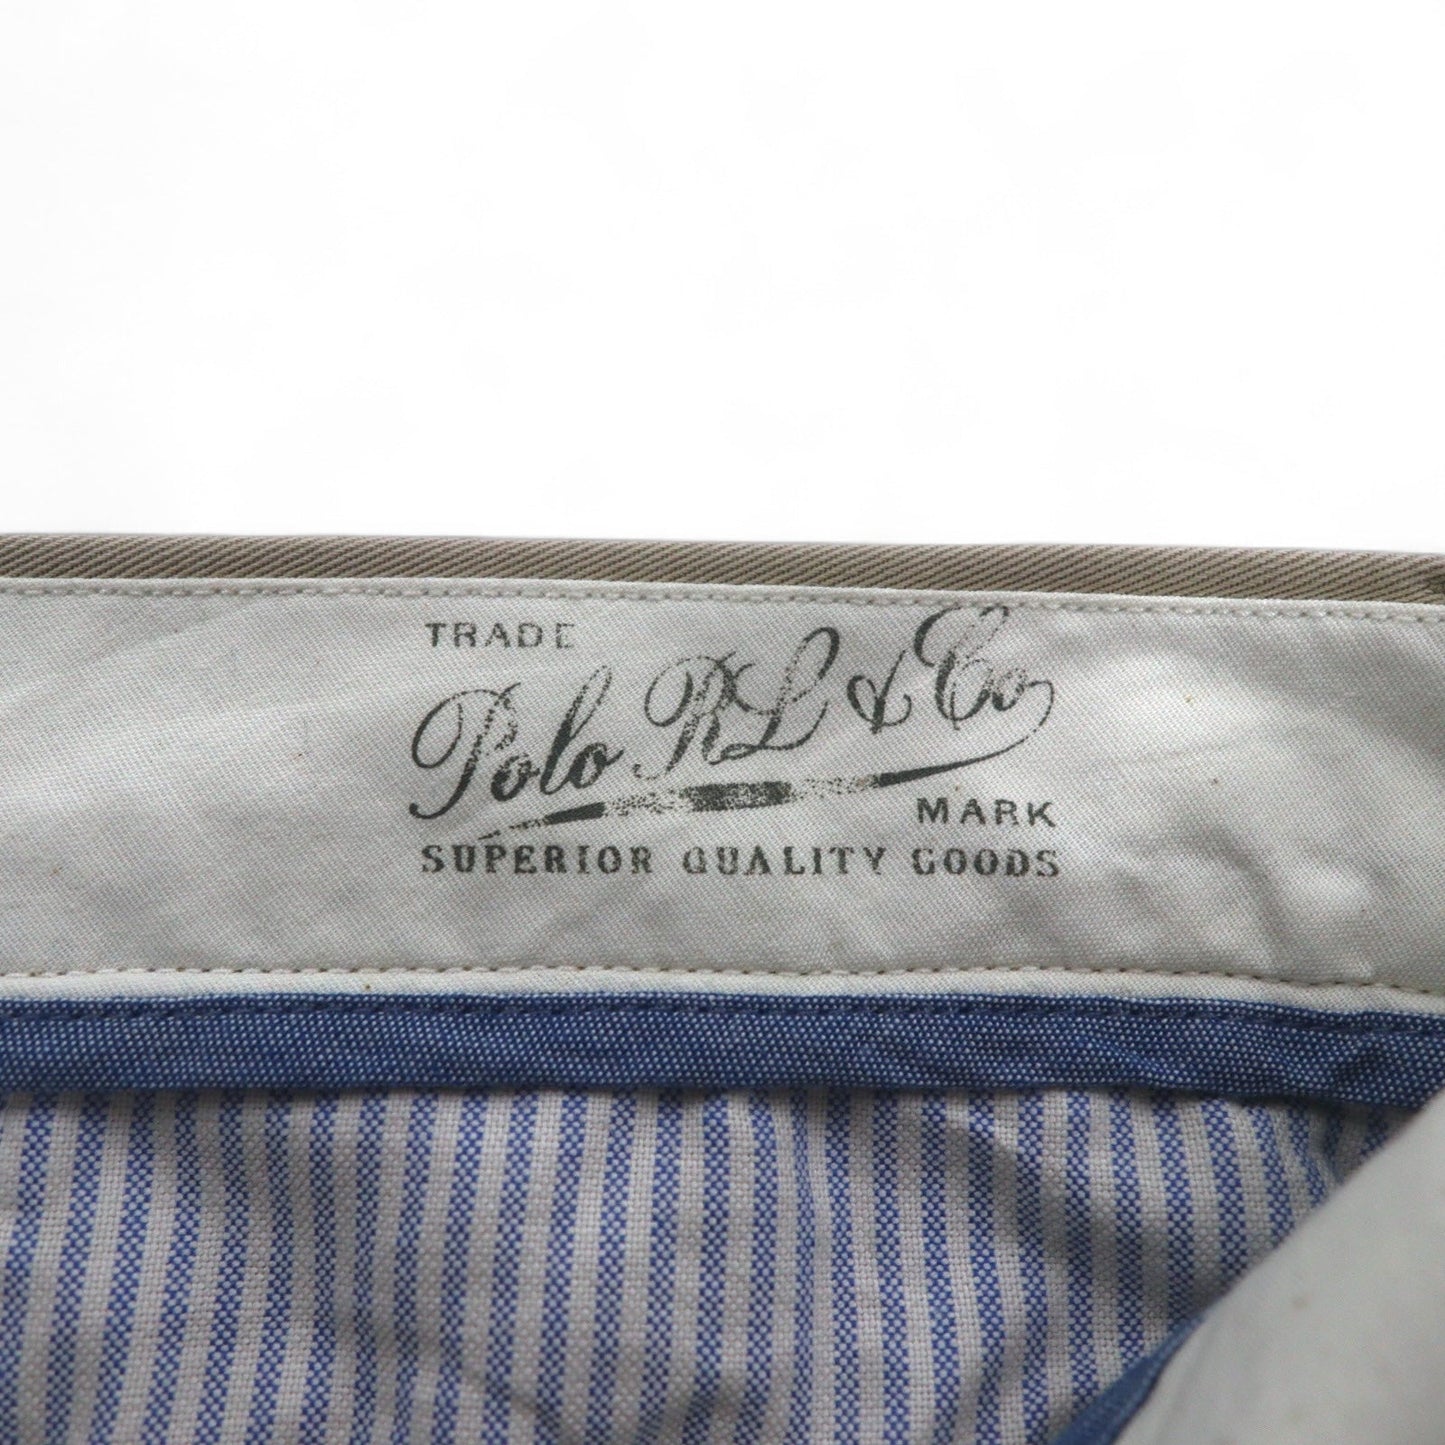 TRADE
Polo RL & Co
MARK
SUPERIOR QUALITY GOODS